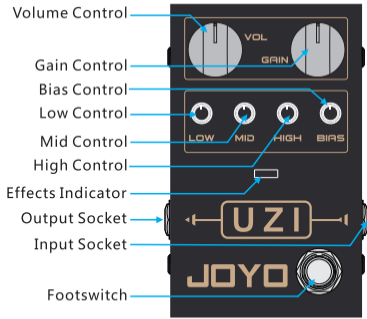 Volume Control
VOL
Gain Control
GAIN
Bias Control
Low Control
Mid Control
LOW MID HIGH BIAS
High Control
Effects Indicator
Output Socket
UZI
Input Socket
JOYO
Footswitch